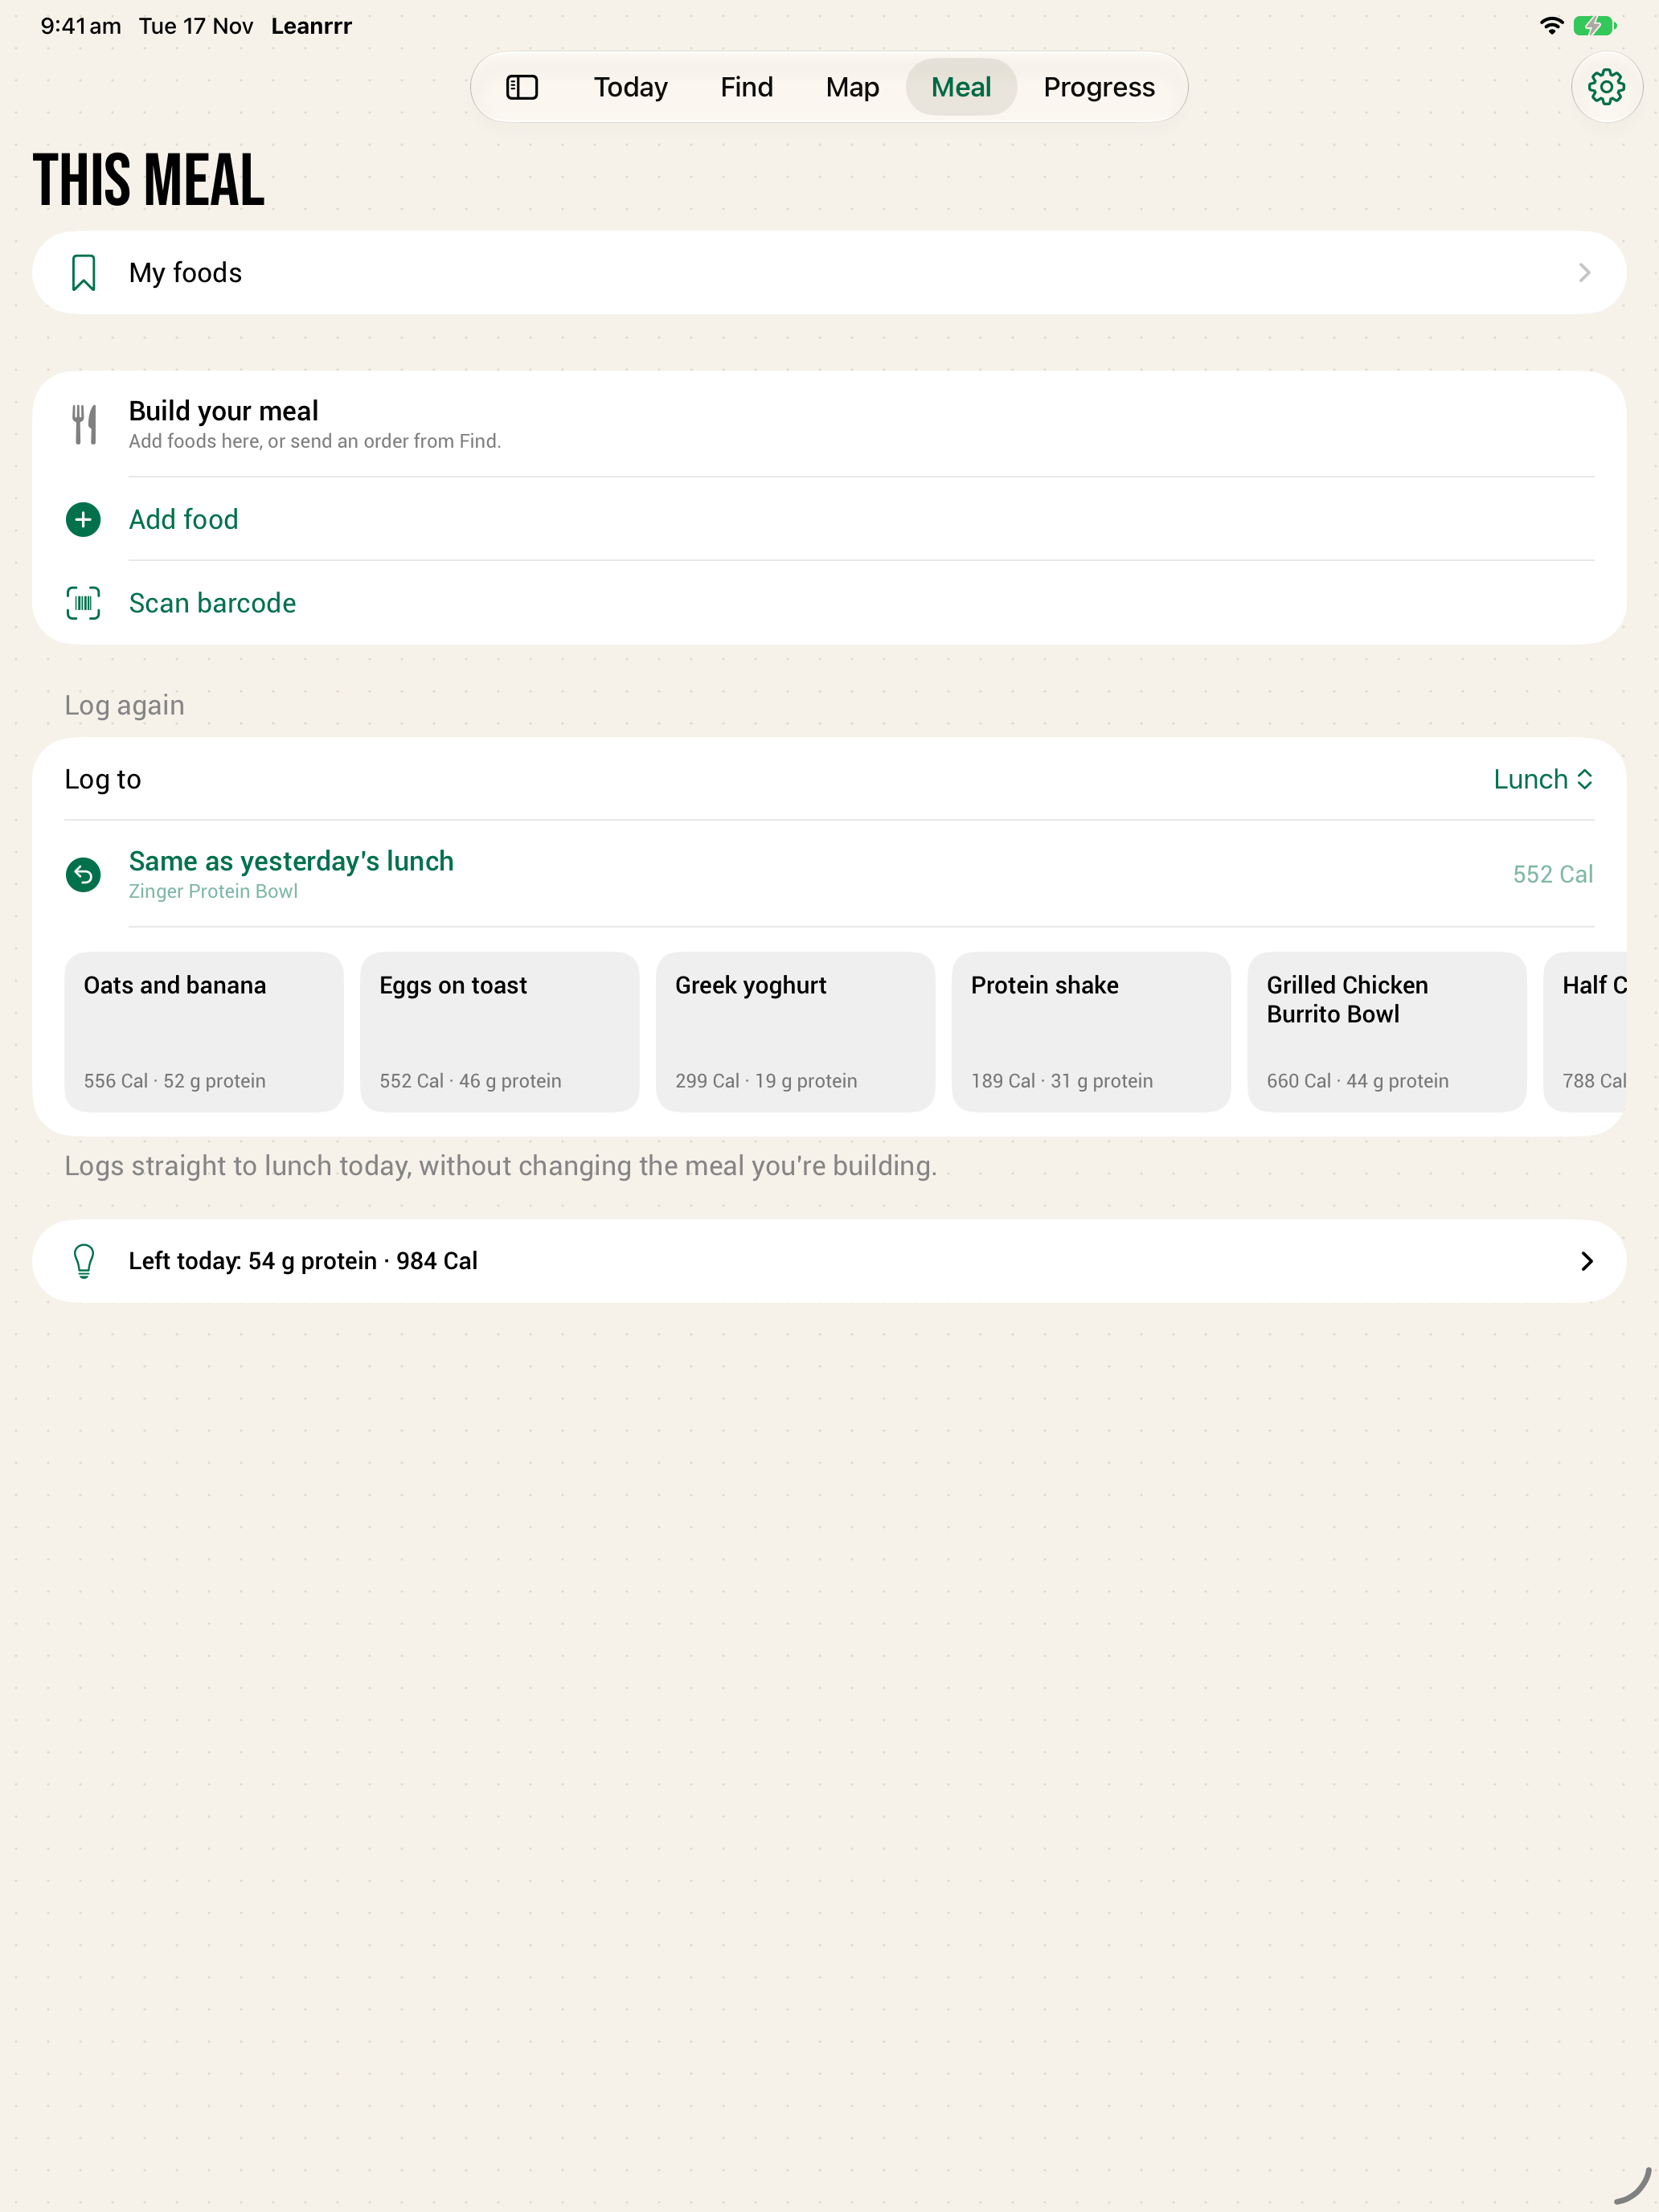 9:41 am Tue 17 Nov Leanrrr
Today Find Map Meal Progress
THIS MEAL
My foods
Build your meal
Add foods here, or send an order from Find.
Add food
Scan barcode
Log again
Log to
Lunch
Same as yesterday's lunch
Zinger Protein Bowl
552 Cal
Oats and banana
556 Cal · 52 g protein
Eggs on toast
552 Cal · 46 g protein
Greek yoghurt
299 Cal · 19 g protein
Protein shake
189 Cal · 31 g protein
Grilled Chicken
Burrito Bowl
660 Cal · 44 g protein
Half C
788 Cal
Logs straight to lunch today, without changing the meal you're building.
Left today: 54 g protein · 984 Cal